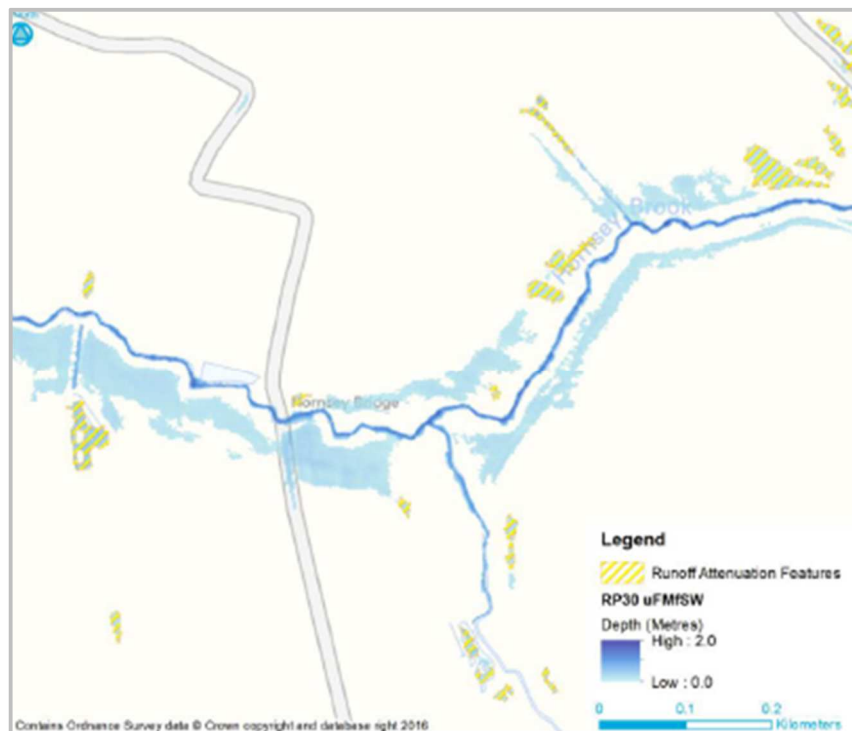 Hornsey Brook
Hornsey Bridge
Legend
Runoff Attenuation Features
RP30 uFMfSW
Depth (Metres)
High : 2.0
Low : 0.0
0 0.1 0.2
Kilometers
Contains Ordnance Survey data © Crown copyright and database right 2016